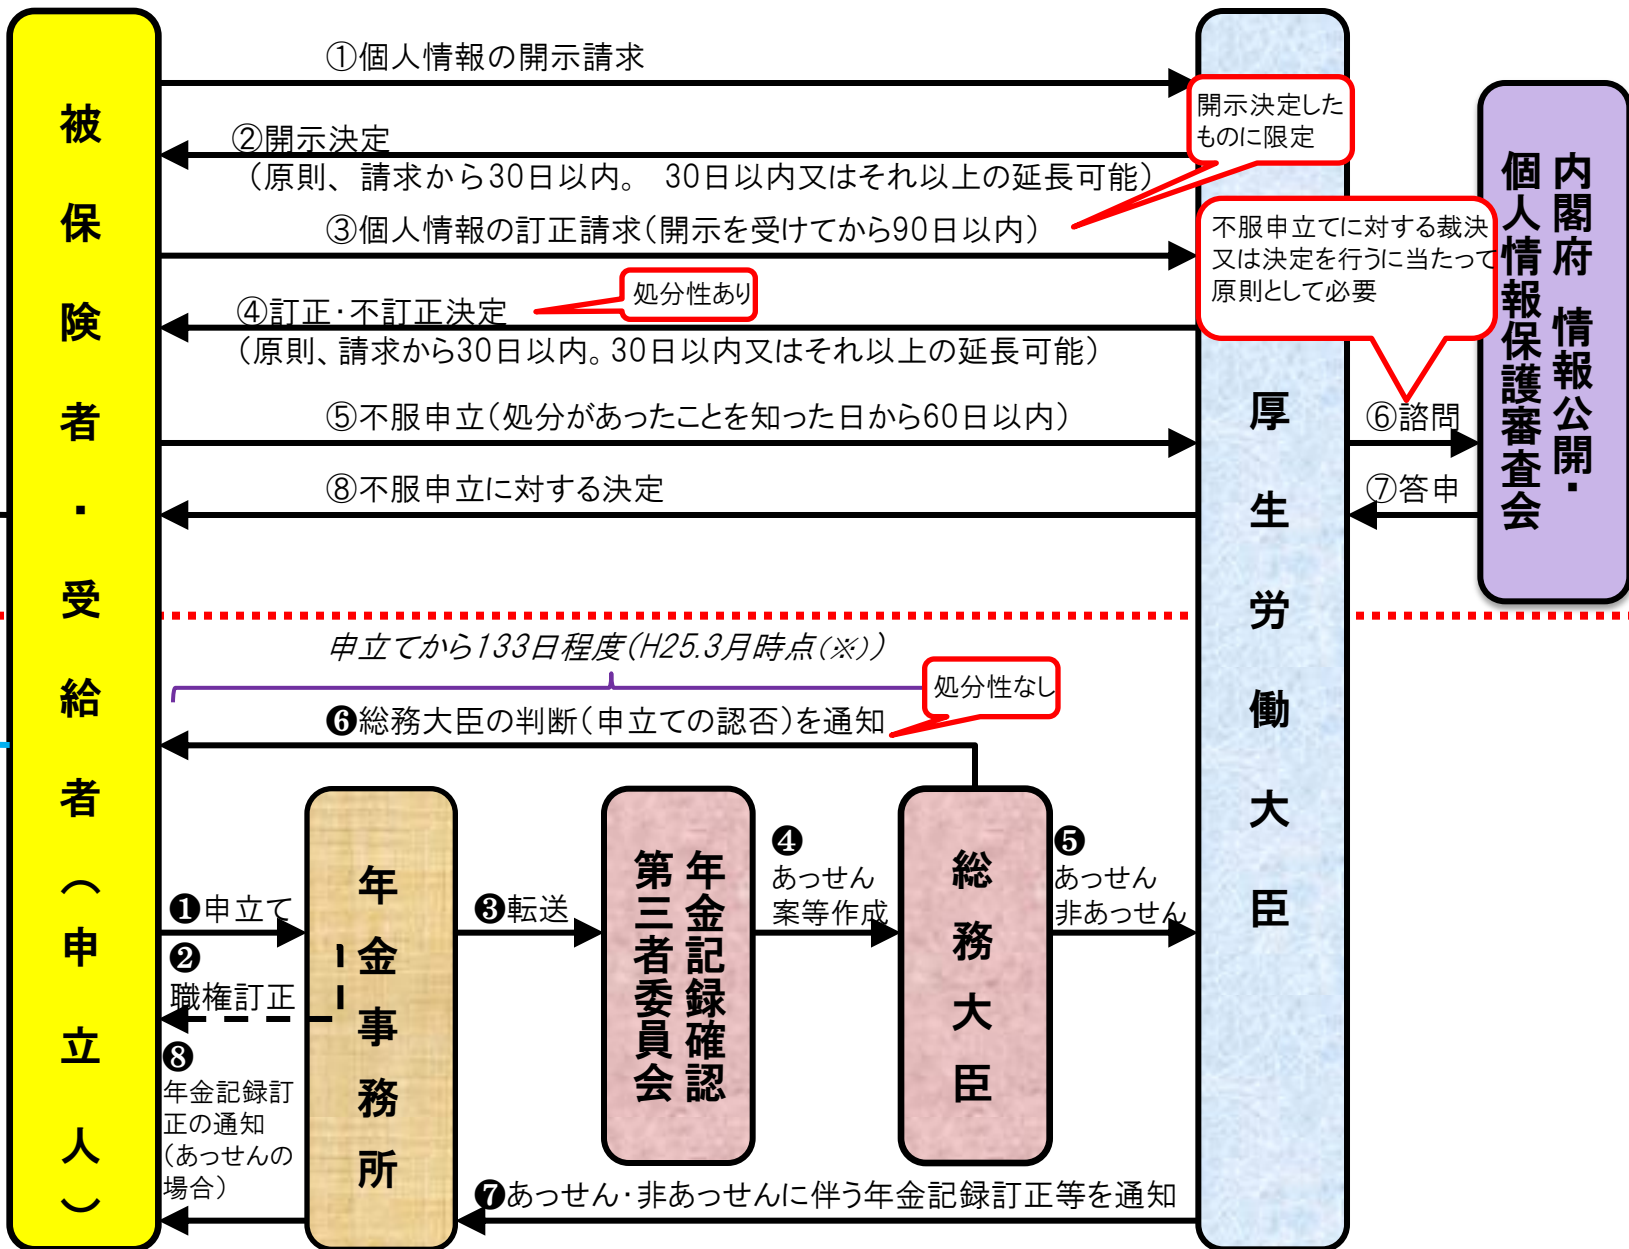 被保険者・受給者（申立人）
①個人情報の開示請求
②開示決定
（原則、請求から30日以内。　30日以内又はそれ以上の延長可能）
開示決定した
ものに限定
③個人情報の訂正請求（開示を受けてから90日以内）
④訂正・不訂正決定
処分性あり
（原則、請求から30日以内。30日以内又はそれ以上の延長可能）
不服申立てに対する裁決
又は決定を行うに当たって
原則として必要
⑤不服申立（処分があったことを知った日から60日以内）
⑧不服申立に対する決定
厚生労働大臣
⑥諮問
⑦答申
内閣府 情報公開・
個人情報保護審査会
申立てから133日程度（H25.3月時点（※））
処分性なし
❻総務大臣の判断（申立ての認否）を通知
❶申立て
❷
職権訂正
❽
年金記録訂
正の通知
（あっせんの
場合）
年金事務所
❸転送
年金記録確認
第三者委員会
❹
あっせん
案等作成
総務大臣
❺
あっせん
非あっせん
❼あっせん・非あっせんに伴う年金記録訂正等を通知